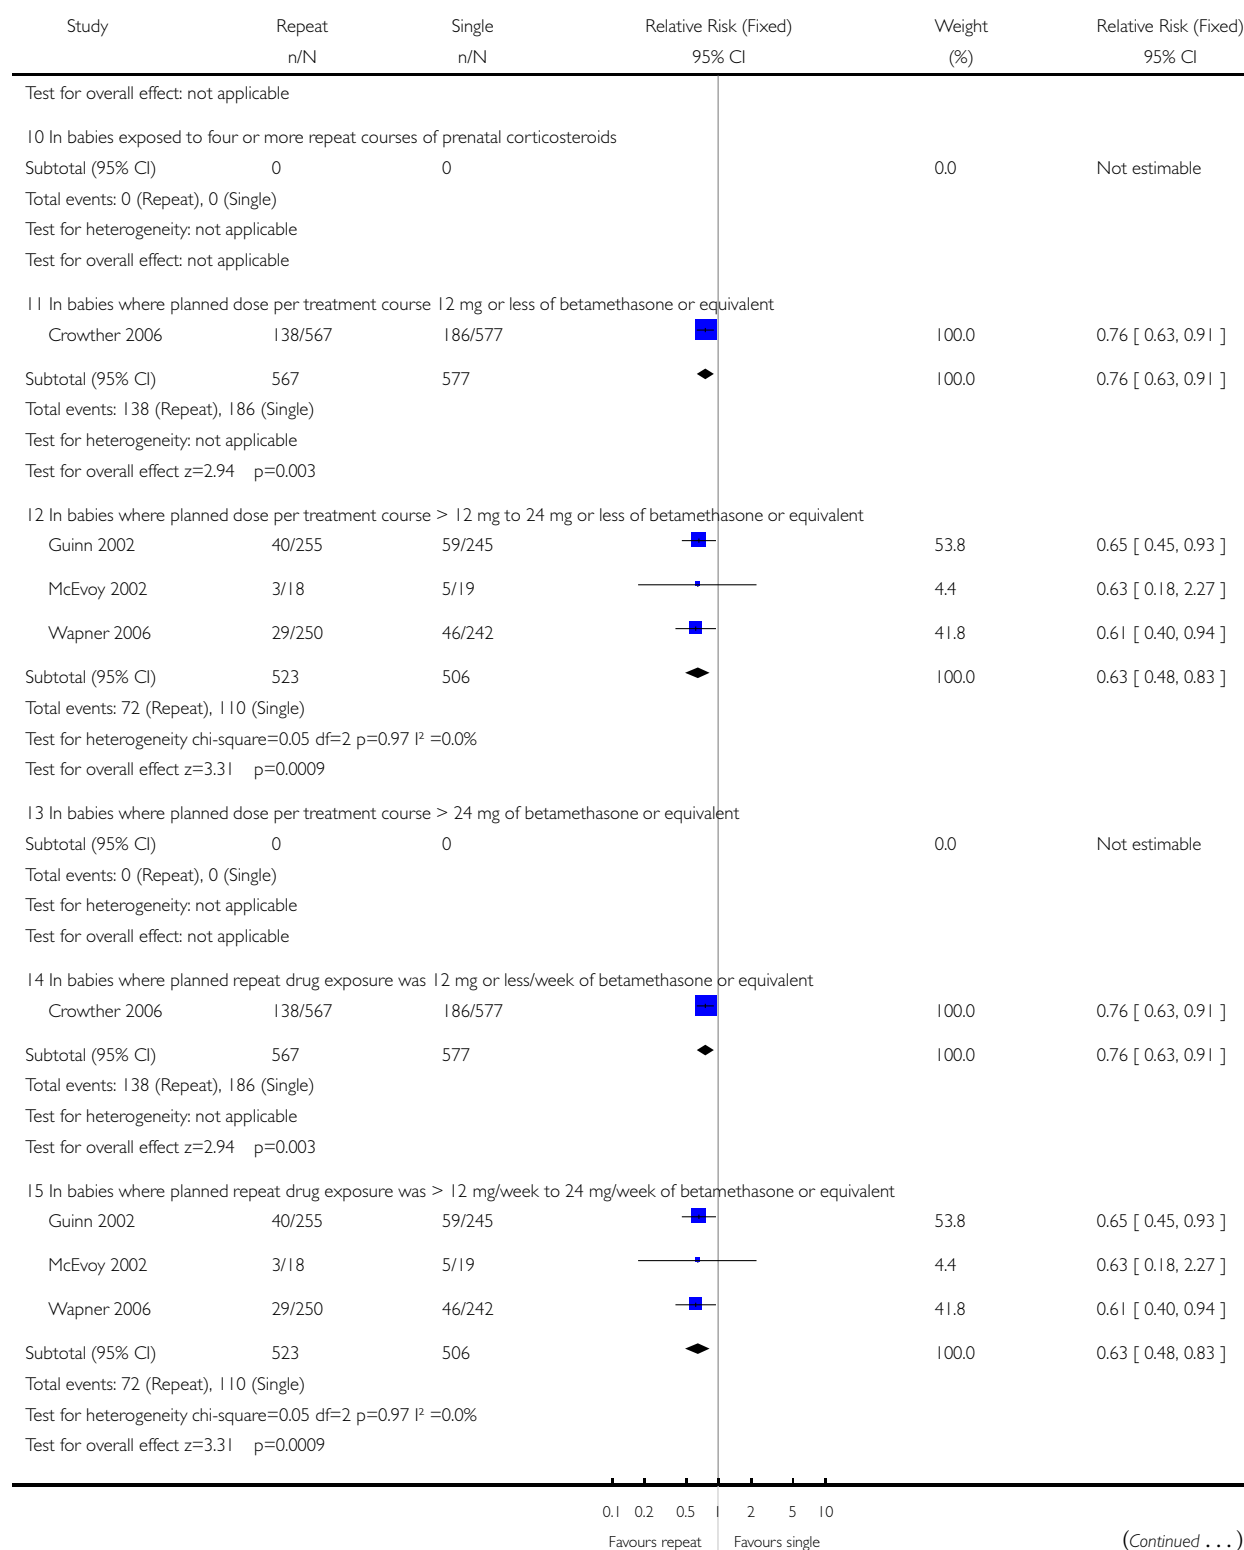 Study Repeat Single Relative Risk (Fixed) Weight Relative Risk (Fixed)
n/N n/N 95% CI (%) 95% CI
Test for overall effect: not applicable
10 In babies exposed to four or more repeat courses of prenatal corticosteroids
Subtotal (95% CI) 0 0 0.0 Not estimable
Total events: 0 (Repeat), 0 (Single)
Test for heterogeneity: not applicable
Test for overall effect: not applicable
11 In babies where planned dose per treatment course 12 mg or less of betamethasone or equivalent
Crowther 2006 138/567 186/577 100.0 0.76 [ 0.63, 0.91 ]
Subtotal (95% CI) 567 577 100.0 0.76 [ 0.63, 0.91 ]
Total events: 138 (Repeat), 186 (Single)
Test for heterogeneity: not applicable
Test for overall effect z=2.94 p=0.003
12 In babies where planned dose per treatment course > 12 mg to 24 mg or less of betamethasone or equivalent
Guinn 2002 40/255 59/245 53.8 0.65 [ 0.45, 0.93 ]
McEvoy 2002 3/18 5/19 4.4 0.63 [ 0.18, 2.27 ]
Wapner 2006 29/250 46/242 41.8 0.61 [ 0.40, 0.94 ]
Subtotal (95% CI) 523 506 100.0 0.63 [ 0.48, 0.83 ]
Total events: 72 (Repeat), 110 (Single)
Test for heterogeneity chi-square=0.05 df=2 p=0.97 I² =0.0%
Test for overall effect z=3.31 p=0.0009
13 In babies where planned dose per treatment course > 24 mg of betamethasone or equivalent
Subtotal (95% CI) 0 0 0.0 Not estimable
Total events: 0 (Repeat), 0 (Single)
Test for heterogeneity: not applicable
Test for overall effect: not applicable
14 In babies where planned repeat drug exposure was 12 mg or less/week of betamethasone or equivalent
Crowther 2006 138/567 186/577 100.0 0.76 [ 0.63, 0.91 ]
Subtotal (95% CI) 567 577 100.0 0.76 [ 0.63, 0.91 ]
Total events: 138 (Repeat), 186 (Single)
Test for heterogeneity: not applicable
Test for overall effect z=2.94 p=0.003
15 In babies where planned repeat drug exposure was > 12 mg/week to 24 mg/week of betamethasone or equivalent
Guinn 2002 40/255 59/245 53.8 0.65 [ 0.45, 0.93 ]
McEvoy 2002 3/18 5/19 4.4 0.63 [ 0.18, 2.27 ]
Wapner 2006 29/250 46/242 41.8 0.61 [ 0.40, 0.94 ]
Subtotal (95% CI) 523 506 100.0 0.63 [ 0.48, 0.83 ]
Total events: 72 (Repeat), 110 (Single)
Test for heterogeneity chi-square=0.05 df=2 p=0.97 I² =0.0%
Test for overall effect z=3.31 p=0.0009
0.1 0.2 0.5 1 2 5 10
Favours repeat Favours single (Continued . . . )